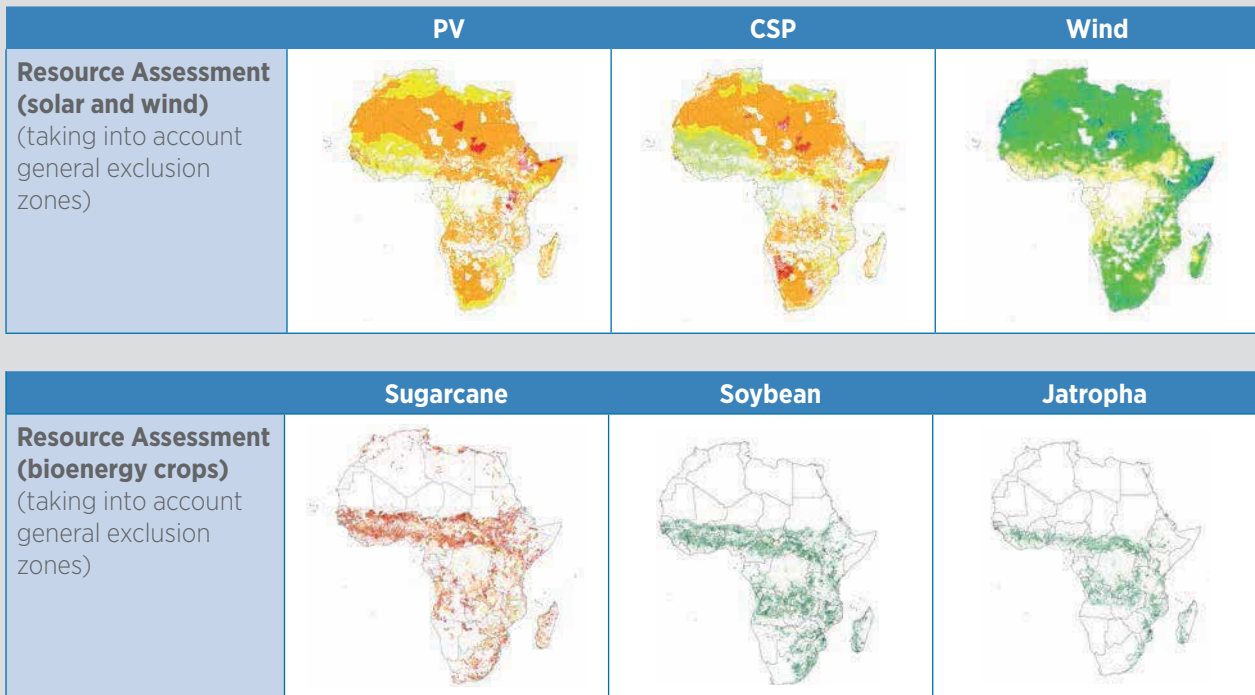 PV CSP Wind
Resource Assessment
(solar and wind)
(taking into account
general exclusion
zones)
Sugarcane Soybean Jatropha
Resource Assessment
(bioenergy crops)
(taking into account
general exclusion
zones)